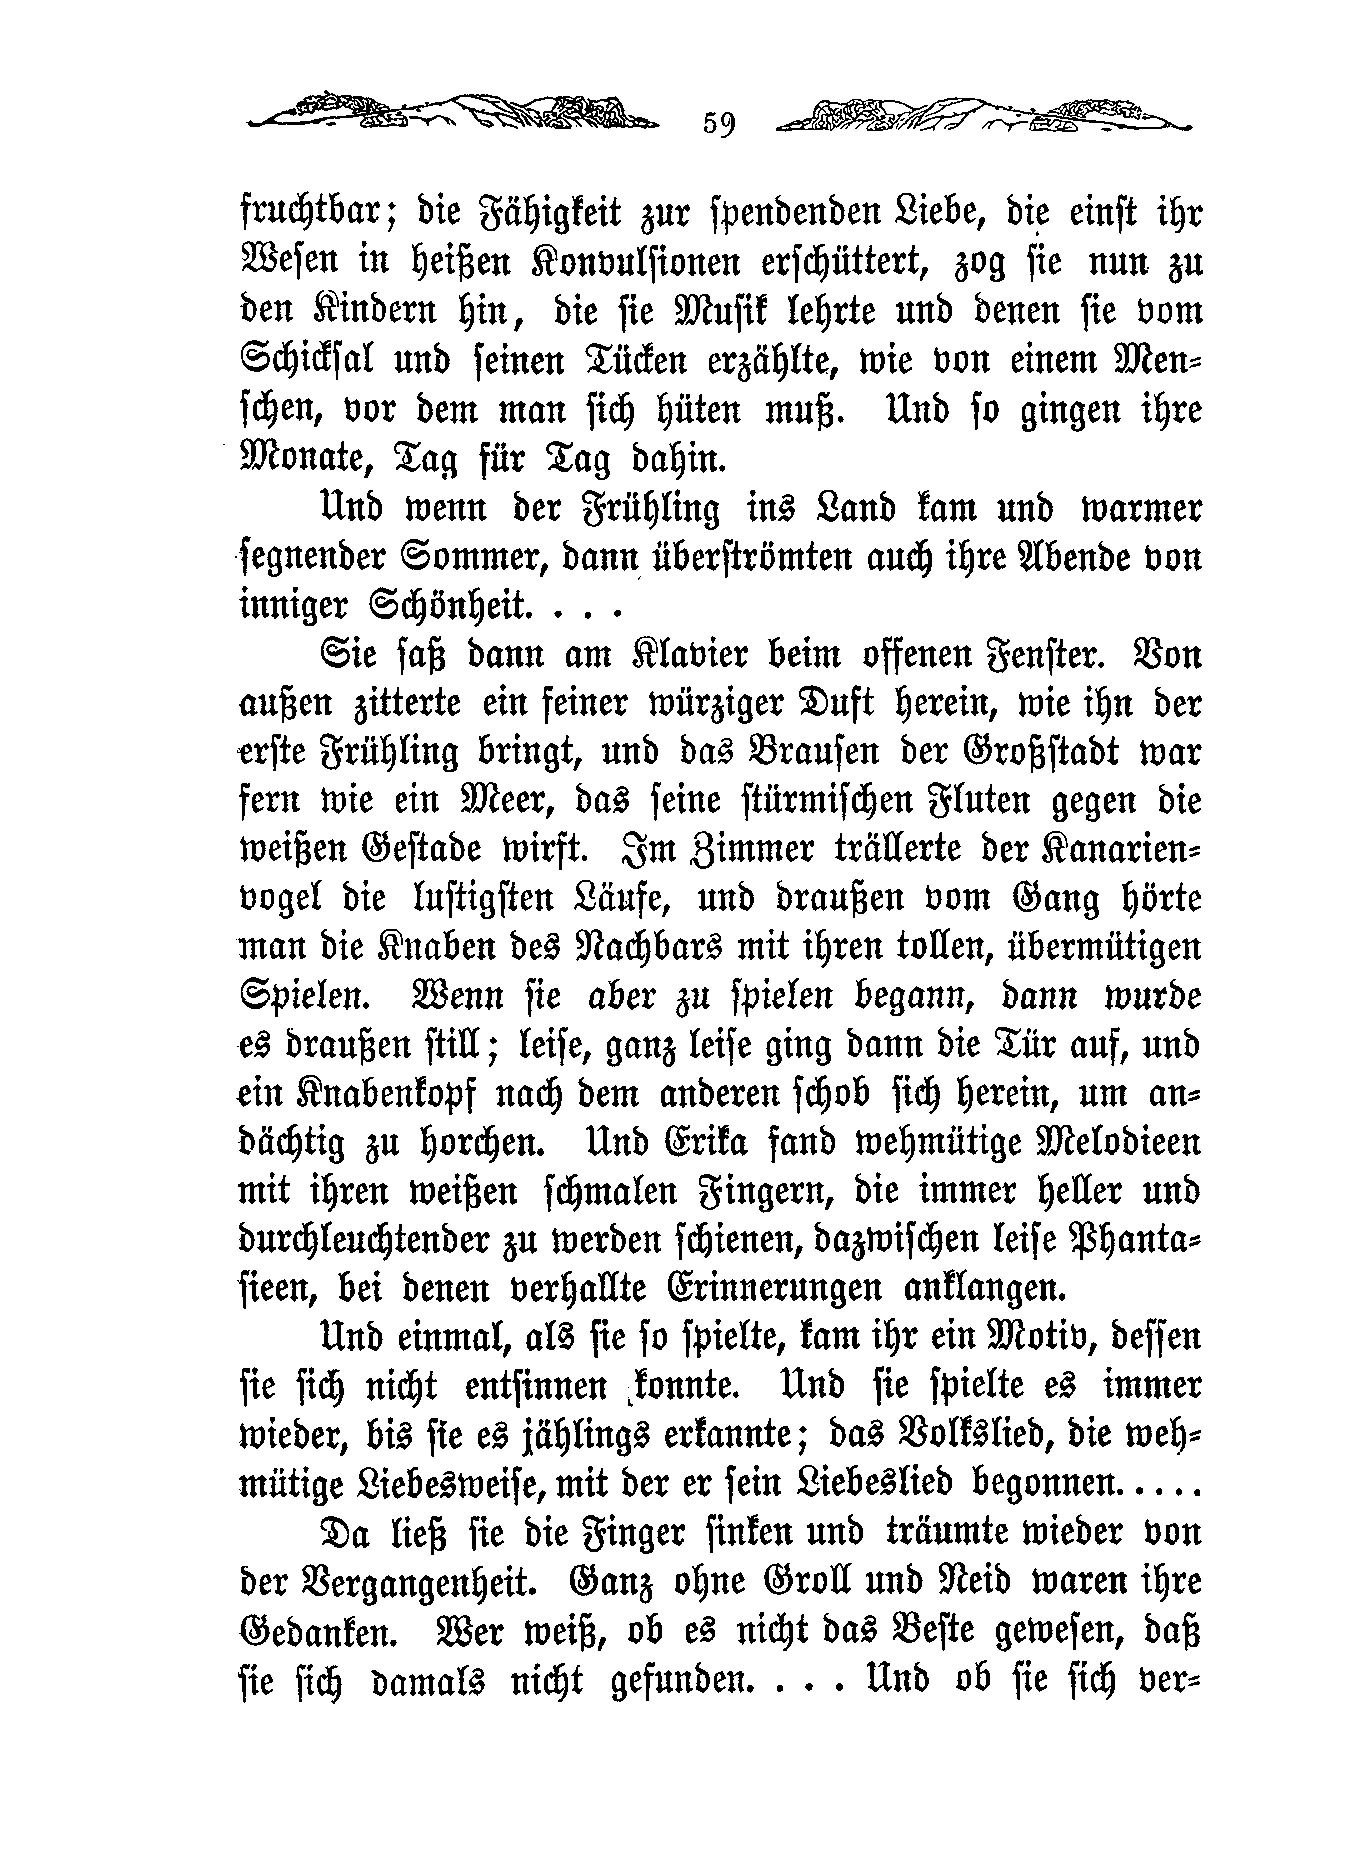 59
fruchtbar; die Fähigkeit zur spendenden Liebe, die einst ihr
Wesen in heißen Konvulsionen erschüttert, zog sie nun zu
den Kindern hin, die sie Musik lehrte und denen sie vom
Schicksal und seinen Tücken erzählte, wie von einem Men-
schen, vor dem man sich hüten muß. Und so gingen ihre
Monate, Tag für Tag dahin.
Und wenn der Frühling ins Land kam und warmer
segnender Sommer, dann überströmten auch ihre Abende von
inniger Schönheit. . . .
Sie saß dann am Klavier beim offenen Fenster. Von
außen zitterte ein feiner würziger Duft herein, wie ihn der
erste Frühling bringt, und das Brausen der Großstadt war
fern wie ein Meer, das seine stürmischen Fluten gegen die
weißen Gestade wirft. Im Zimmer trällerte der Kanarien-
vogel die lustigsten Läufe, und draußen vom Gang hörte
man die Knaben des Nachbars mit ihren tollen, übermütigen
Spielen. Wenn sie aber zu spielen begann, dann wurde
es draußen still; leise, ganz leise ging dann die Tür auf, und
ein Knabenkopf nach dem anderen schob sich herein, um an-
dächtig zu horchen. Und Erika fand wehmütige Melodieen
mit ihren weißen schmalen Fingern, die immer heller und
durchleuchtender zu werden schienen, dazwischen leise Phanta-
sieen, bei denen verhallte Erinnerungen anklangen.
Und einmal, als sie so spielte, kam ihr ein Motiv, dessen
sie sich nicht entsinnen konnte. Und sie spielte es immer
wieder, bis sie es jählings erkannte; das Volkslied, die weh-
mütige Liebesweise, mit der er sein Liebeslied begonnen. . . . .
Da ließ sie die Finger sinken und träumte wieder von
der Vergangenheit. Ganz ohne Groll und Neid waren ihre
Gedanken. Wer weiß, ob es nicht das Beste gewesen, daß
sie sich damals nicht gefunden. . . . Und ob sie sich ver-